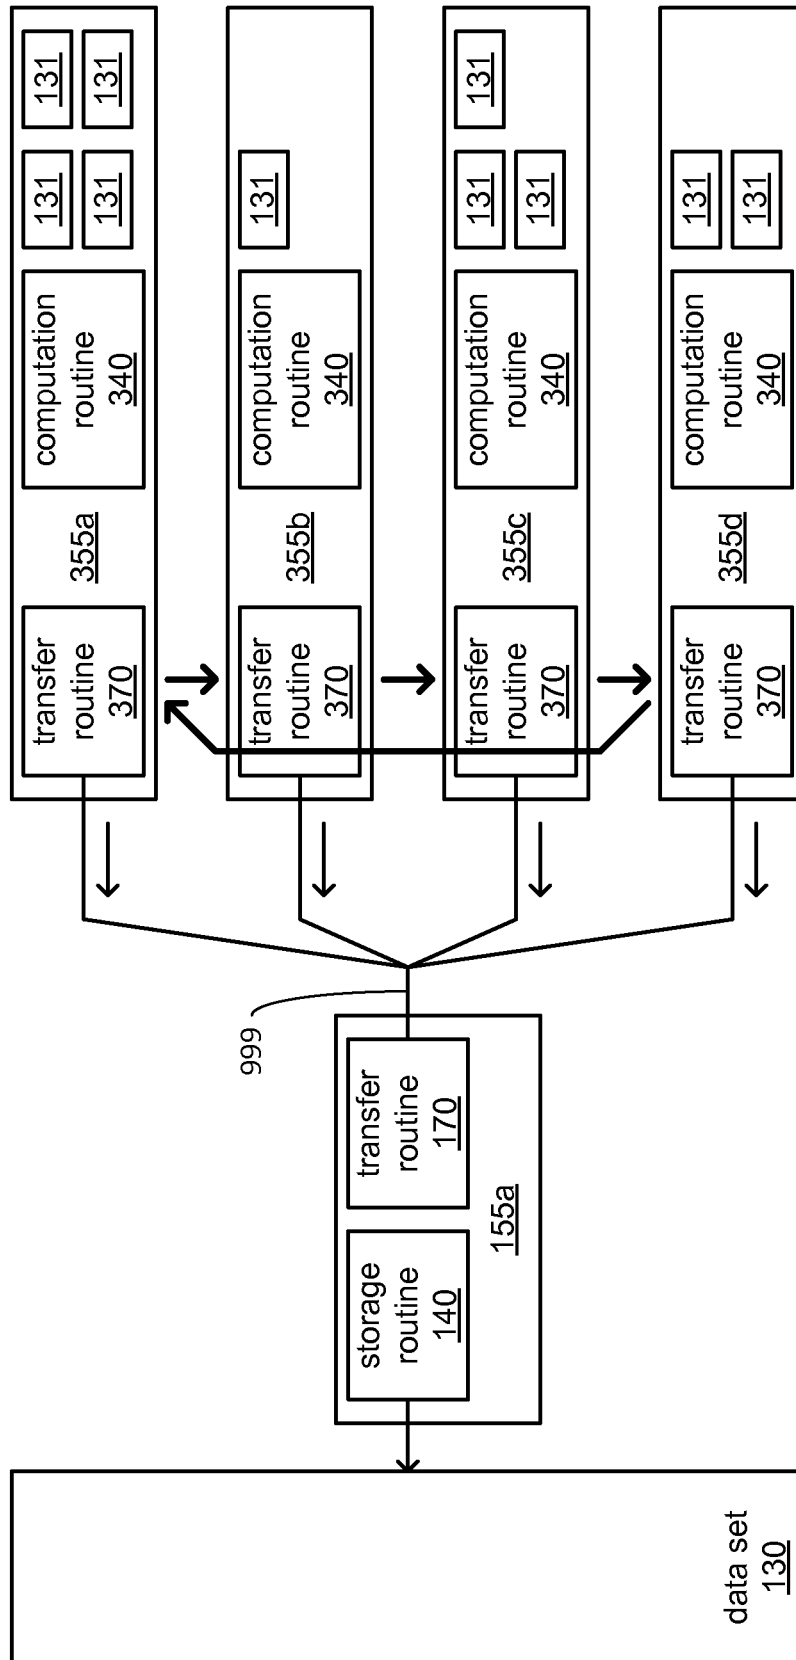 data set
130
storage
routine
140
transfer
routine
170
155a
999
transfer
routine
370
355a
computation
routine
340
131
131
131
131
transfer
routine
370
355b
computation
routine
340
131
transfer
routine
370
355c
computation
routine
340
131
131
131
transfer
routine
370
355d
computation
routine
340
131
131